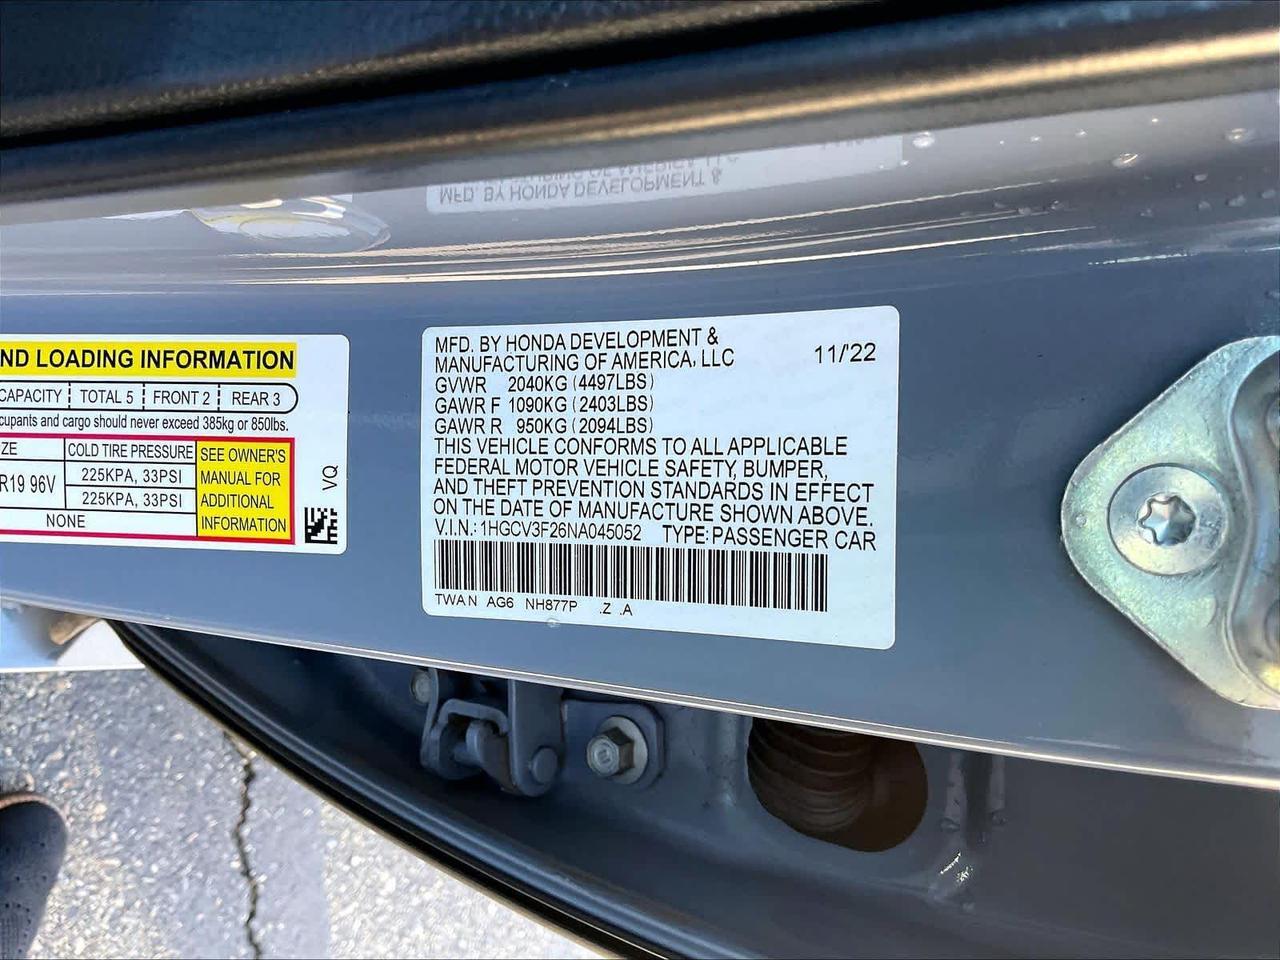 ND LOADING INFORMATION
CAPACITY TOTAL 5 FRONT 2 REAR 3
cupants and cargo should never exceed 385kg or 850lbs.
ZE COLD TIRE PRESSURE
R19 96V 225KPA, 33PSI
225KPA, 33PSI
NONE
SEE OWNER'S
MANUAL FOR
ADDITIONAL
INFORMATION
VQ
MFD. BY HONDA DEVELOPMENT &
MANUFACTURING OF AMERICA, LLC 11/'22
GVWR 2040KG (4497LBS)
GAWR F 1090KG (2403LBS)
GAWR R 950KG (2094LBS)
THIS VEHICLE CONFORMS TO ALL APPLICABLE
FEDERAL MOTOR VEHICLE SAFETY, BUMPER,
AND THEFT PREVENTION STANDARDS IN EFFECT
ON THE DATE OF MANUFACTURE SHOWN ABOVE.
V.I.N.: 1HGCV3F26NA045052 TYPE: PASSENGER CAR
TWA N AG6 NH877P .Z .A